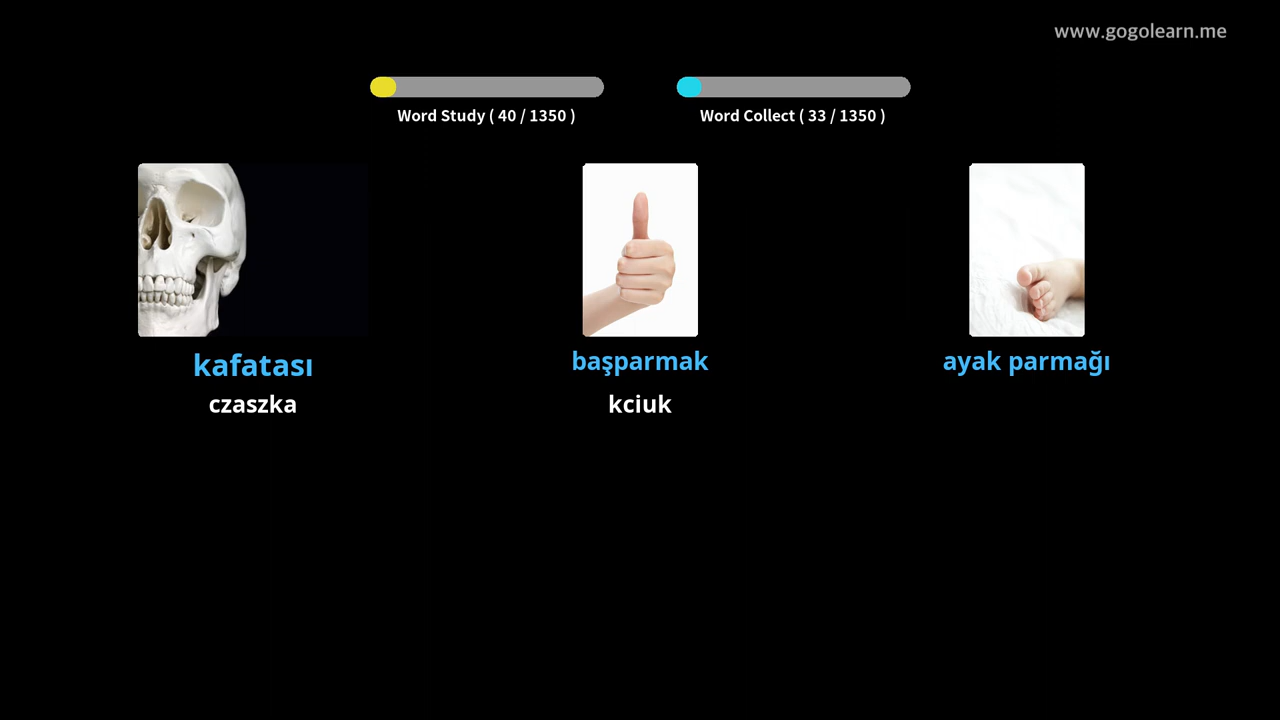 www.gogolearn.me
Word Study ( 40 / 1350 )
Word Collect ( 33 / 1350 )
kafatası
başparmak
ayak parmağı
czaszka
kciuk